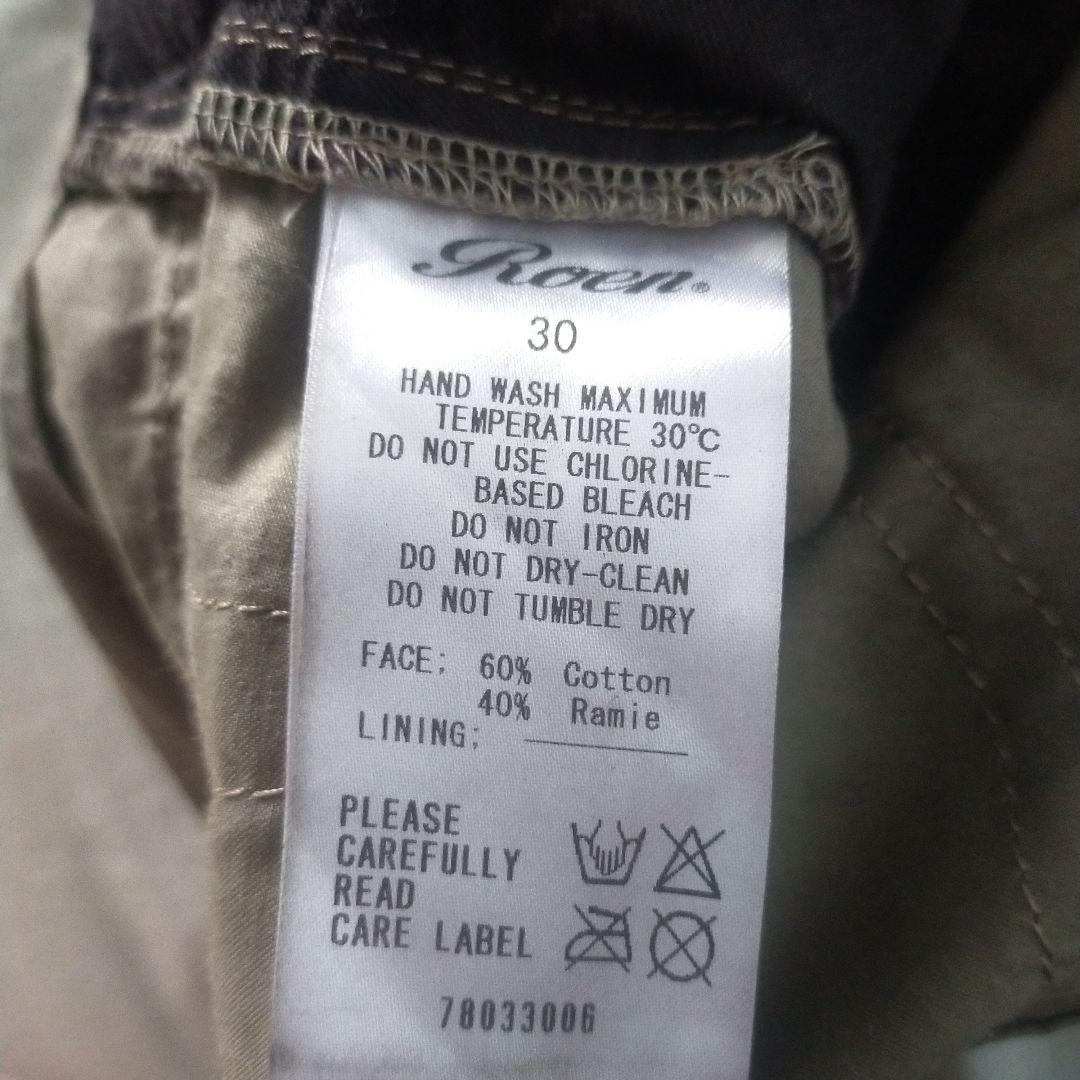 Roen®
30
HAND WASH MAXIMUM
TEMPERATURE 30℃
DO NOT USE CHLORINE-
BASED BLEACH
DO NOT IRON
DO NOT DRY-CLEAN
DO NOT TUMBLE DRY
FACE; 60% Cotton
40% Ramie
LINING;
PLEASE
CAREFULLY
READ
CARE LABEL
78033006